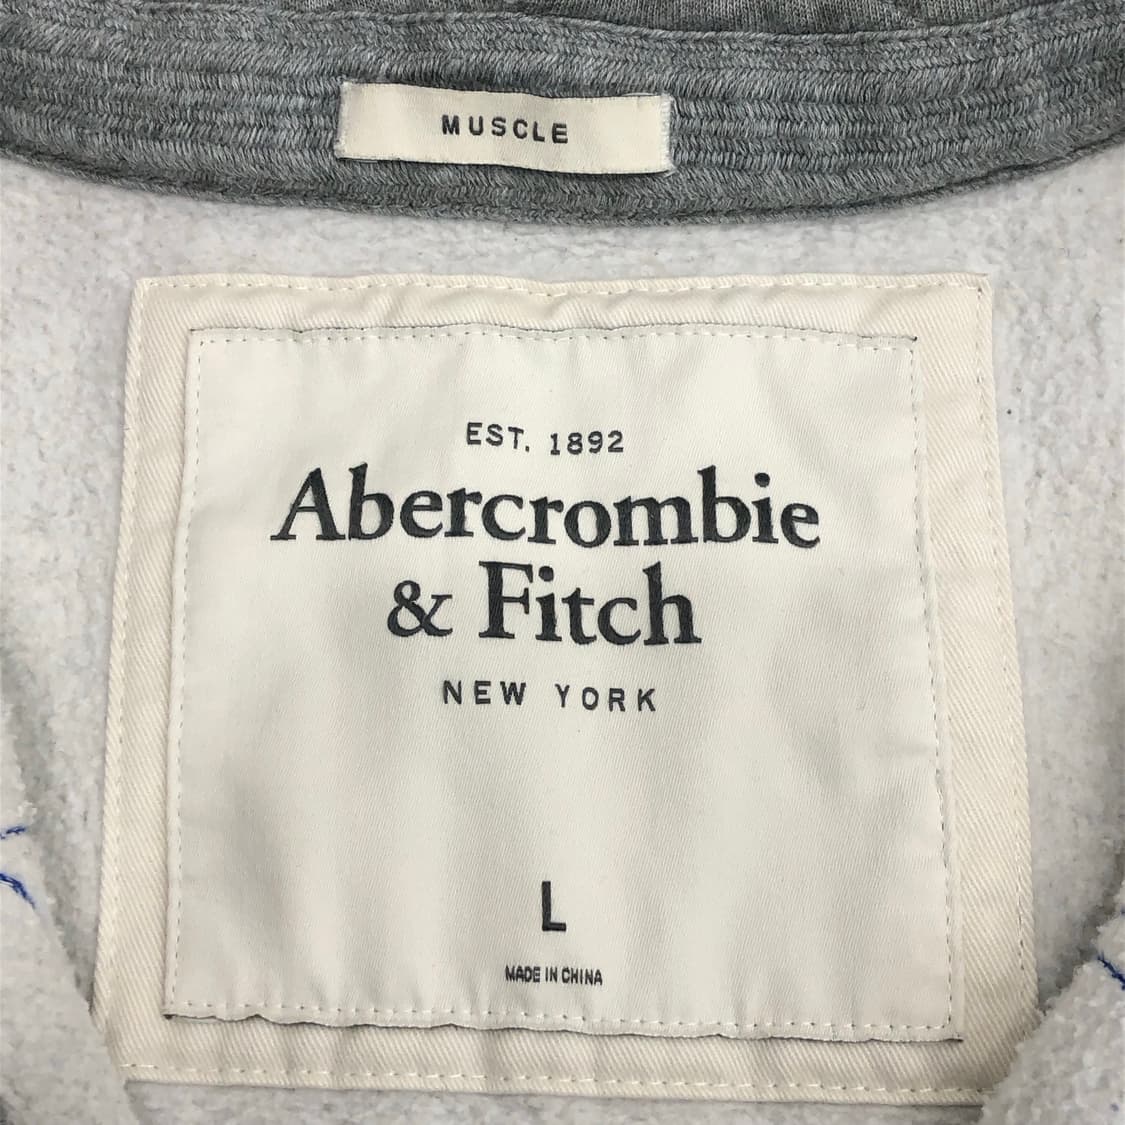 MUSCLE
EST. 1892
Abercrombie
& Fitch
NEW YORK
L
MADE IN CHINA